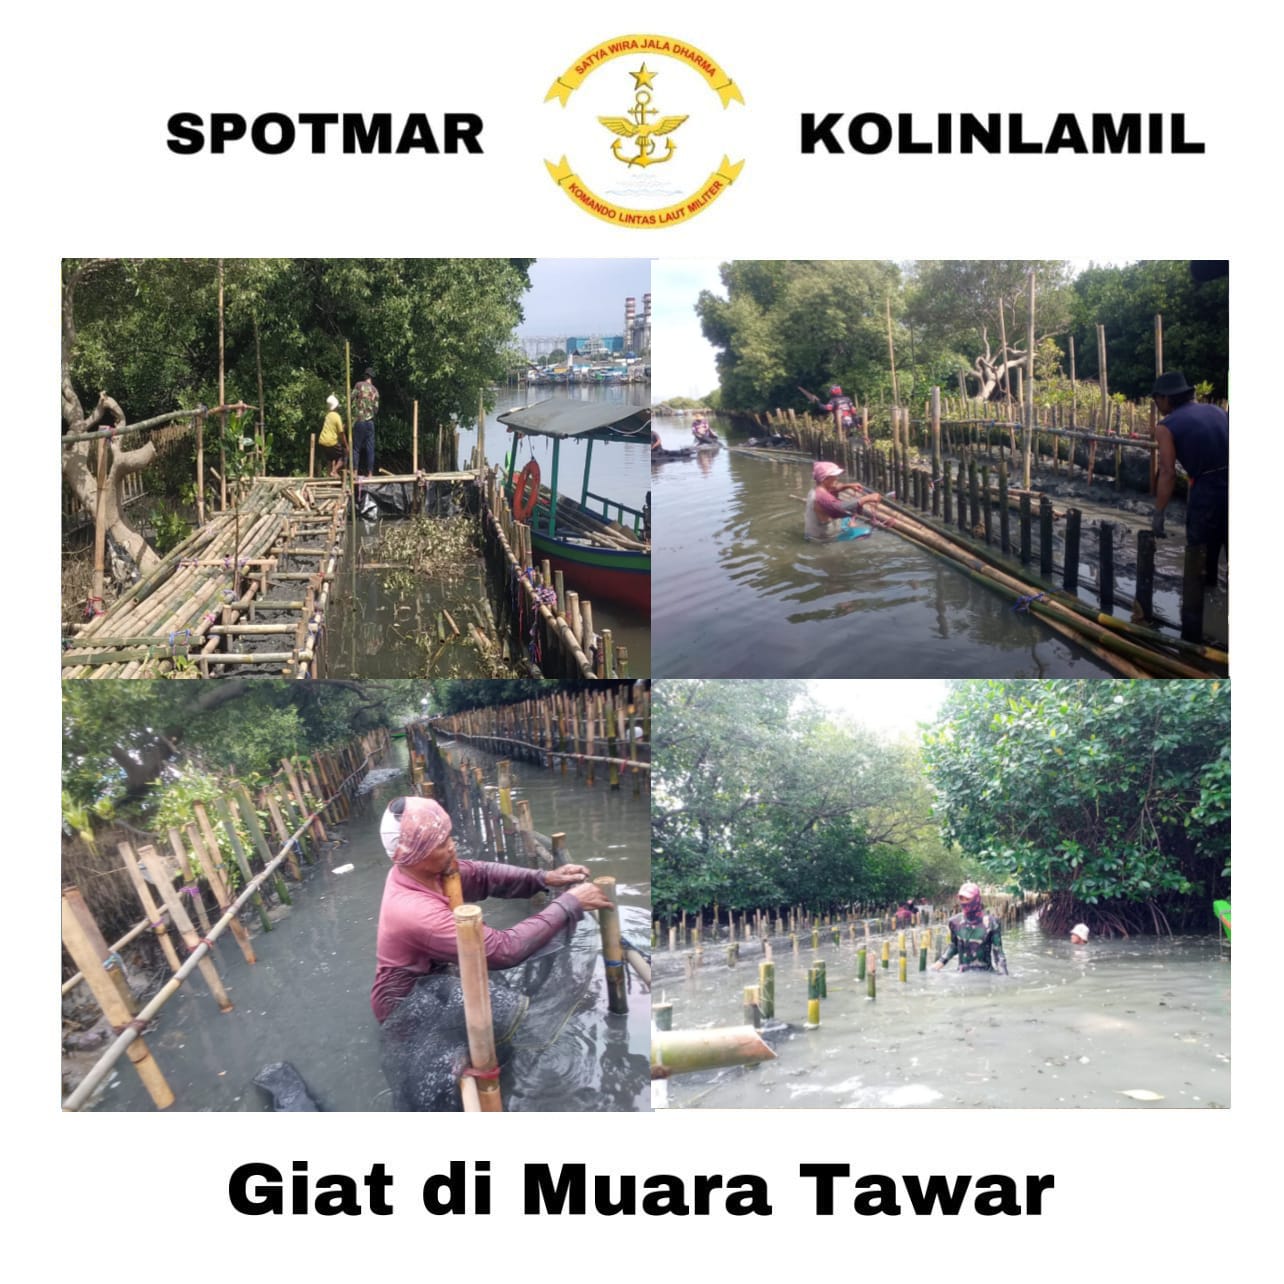 SATYA WIRA JALA DHARMA
SPOTMAR
KOLINLAMIL
KOMANDO LINTAS LAUT MILITER
Giat di Muara Tawar